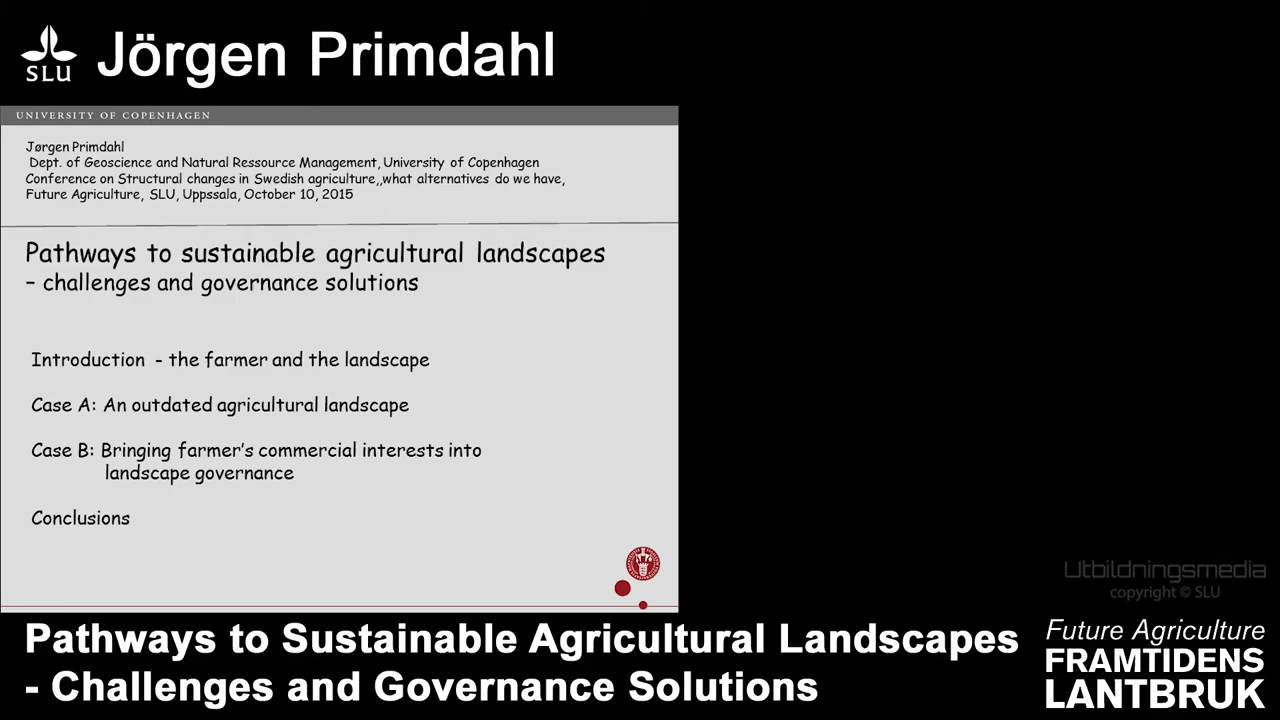 SLU
Jörgen Primdahl
UNIVERSITY OF COPENHAGEN
Jørgen Primdahl
Dept. of Geoscience and Natural Ressource Management, University of Copenhagen
Conference on Structural changes in Swedish agriculture,,what alternatives do we have,
Future Agriculture, SLU, Uppssala, October 10, 2015
Pathways to sustainable agricultural landscapes
– challenges and governance solutions
Introduction - the farmer and the landscape
Case A: An outdated agricultural landscape
Case B: Bringing farmer's commercial interests into
landscape governance
Conclusions
Utbildningsmedia
copyright © SLU
Pathways to Sustainable Agricultural Landscapes
- Challenges and Governance Solutions
Future Agriculture
FRAMTIDENS
LANTBRUK